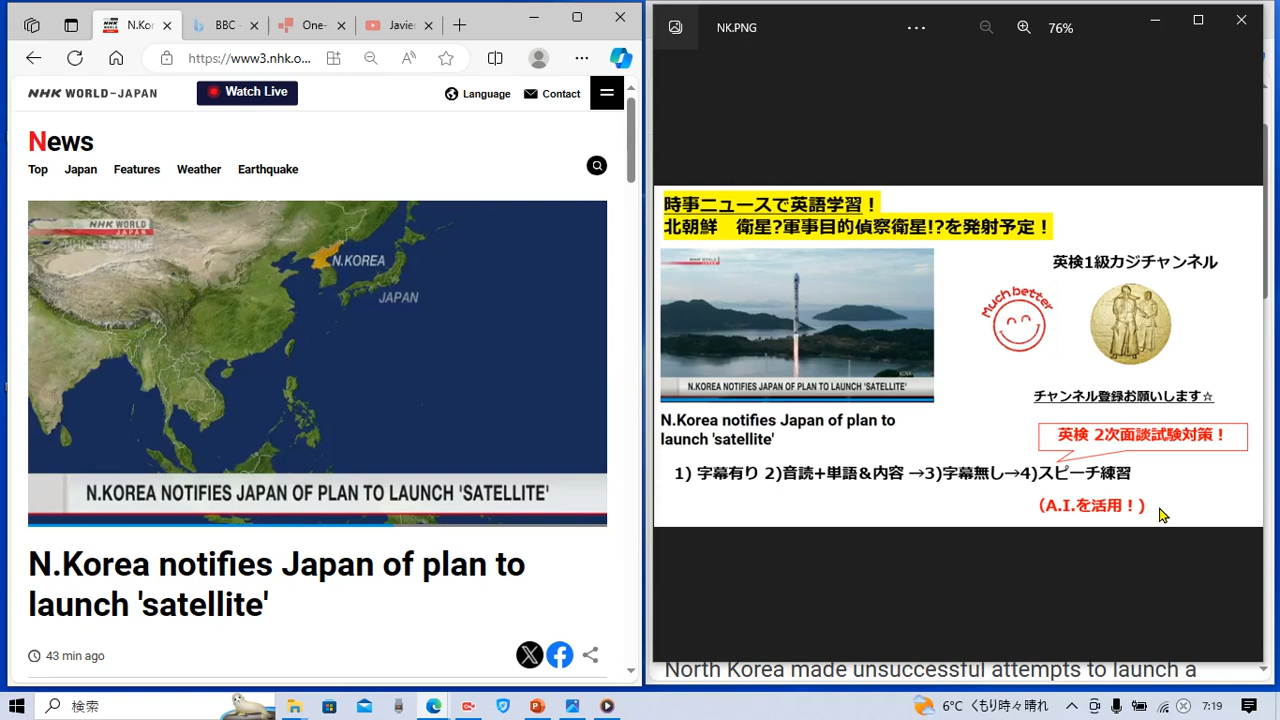 N.Kor
BBC -
One-
Javier
https://www3.nhk.o...
NHK WORLD-JAPAN
Watch Live
Language
Contact
News
Top Japan Features Weather Earthquake
NHK WORLD
JAPAN
N.KOREA
JAPAN
N.KOREA NOTIFIES JAPAN OF PLAN TO LAUNCH 'SATELLITE'
N.Korea notifies Japan of plan to
launch 'satellite'
43 min ago
NK.PNG
76%
時事ニュースで英語学習！
北朝鮮 衛星?軍事目的偵察衛星!?を発射予定！
英検1級カジチャンネル
Much better
N.KOREA NOTIFIES JAPAN OF PLAN TO LAUNCH 'SATELLITE'
チャンネル登録お願いします☆
N.Korea notifies Japan of plan to
launch 'satellite'
英検 2次面談試験対策！
1) 字幕有り 2)音読+単語＆内容 →3)字幕無し→4)スピーチ練習
（A.I.を活用！)
North Korea made unsuccessful attempts to launch a
検索
6°C くもり時々晴れ
7:19